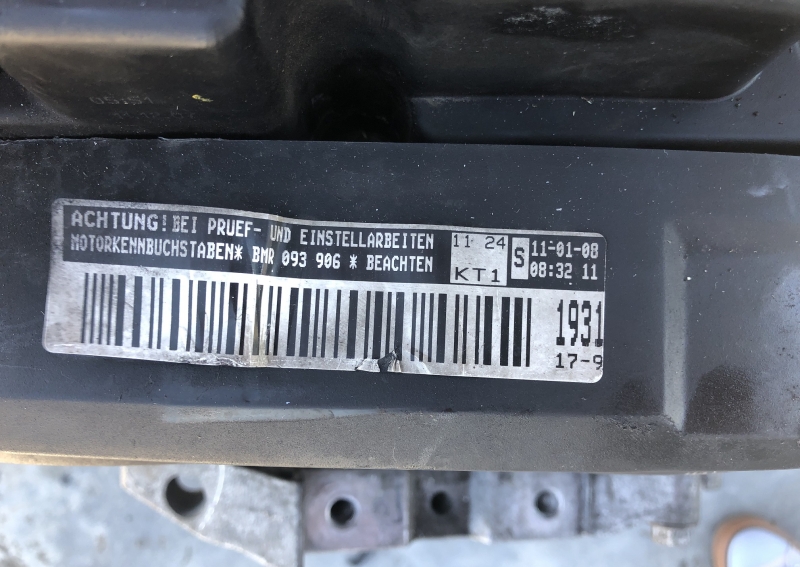 ACHTUNG! BEI PRUEF- UND EINSTELLARBEITEN
MOTORKENNBUCHSTABEN* BMR 093 906 * BEACHTEN
11 24
KT1
S
11-01-08
08:32 11
1931
17-9